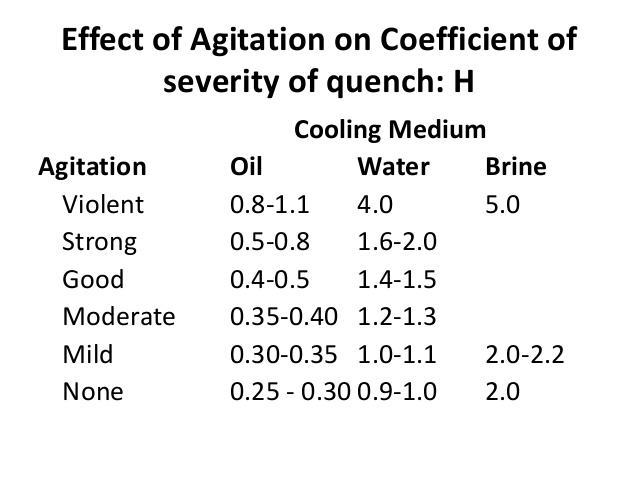 Effect of Agitation on Coefficient of
severity of quench: H
Cooling Medium
Agitation Oil Water Brine
Violent 0.8-1.1 4.0 5.0
Strong 0.5-0.8 1.6-2.0
Good 0.4-0.5 1.4-1.5
Moderate 0.35-0.40 1.2-1.3
Mild 0.30-0.35 1.0-1.1 2.0-2.2
None 0.25 - 0.30 0.9-1.0 2.0